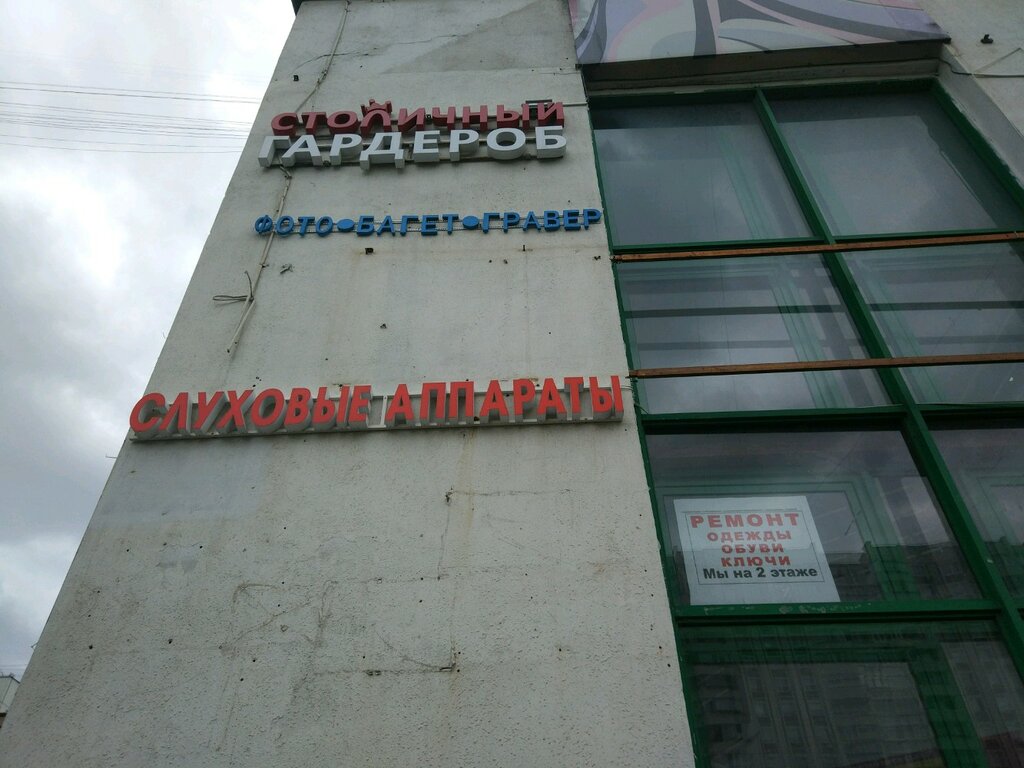 СТОЛИЧНЫЙ
ГАРДЕРОБ
ФОТО•БАГЕТ•ГРАВЕР
СЛУХОВЫЕ АППАРАТЫ
РЕМОНТ
ОДЕЖДЫ
ОБУВИ
КЛЮЧИ
Мы на 2 этаже